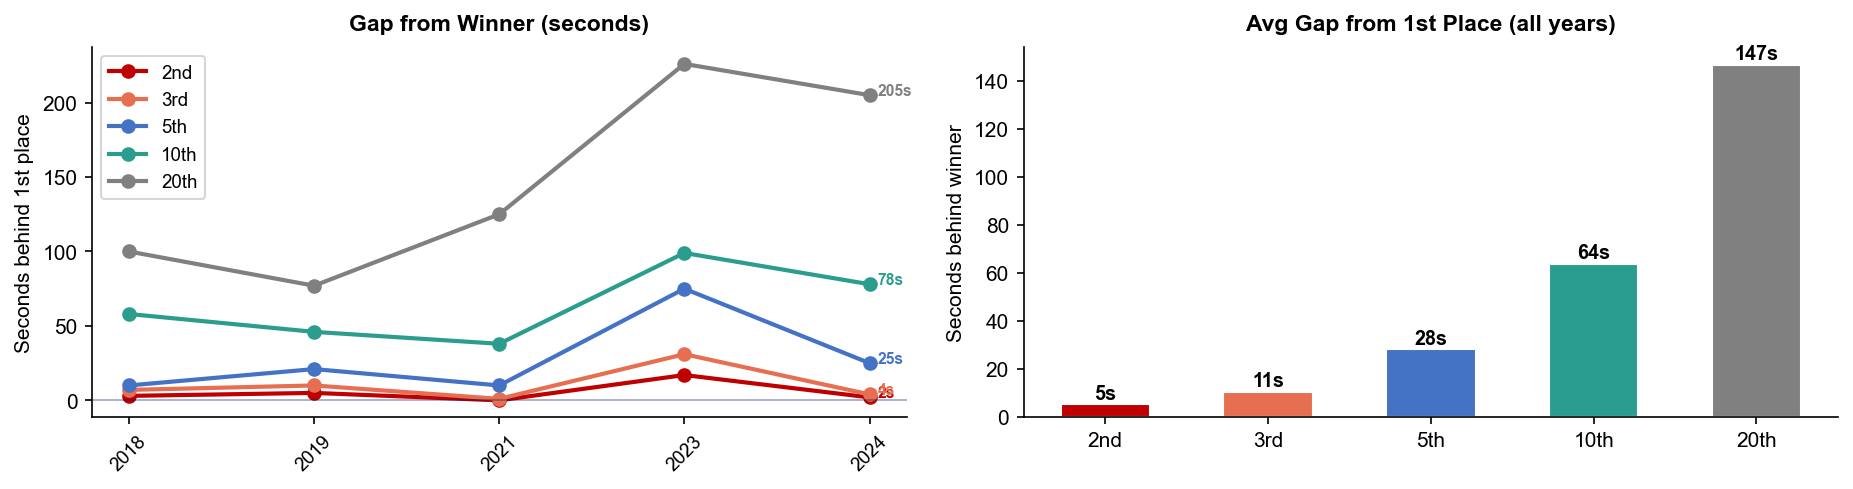 Gap from Winner (seconds)
Seconds behind 1st place
200
150
100
50
0
2nd
3rd
5th
10th
20th
205s
78s
25s
4s
2s
2018
2019
2021
2023
2024
Avg Gap from 1st Place (all years)
Seconds behind winner
140
120
100
80
60
40
20
0
5s
11s
28s
64s
147s
2nd
3rd
5th
10th
20th